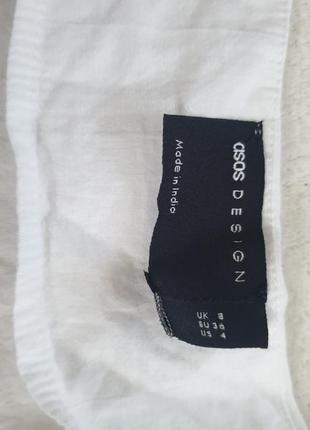 asos DESIGN
Made in India
UK 8
EU 36
US 4